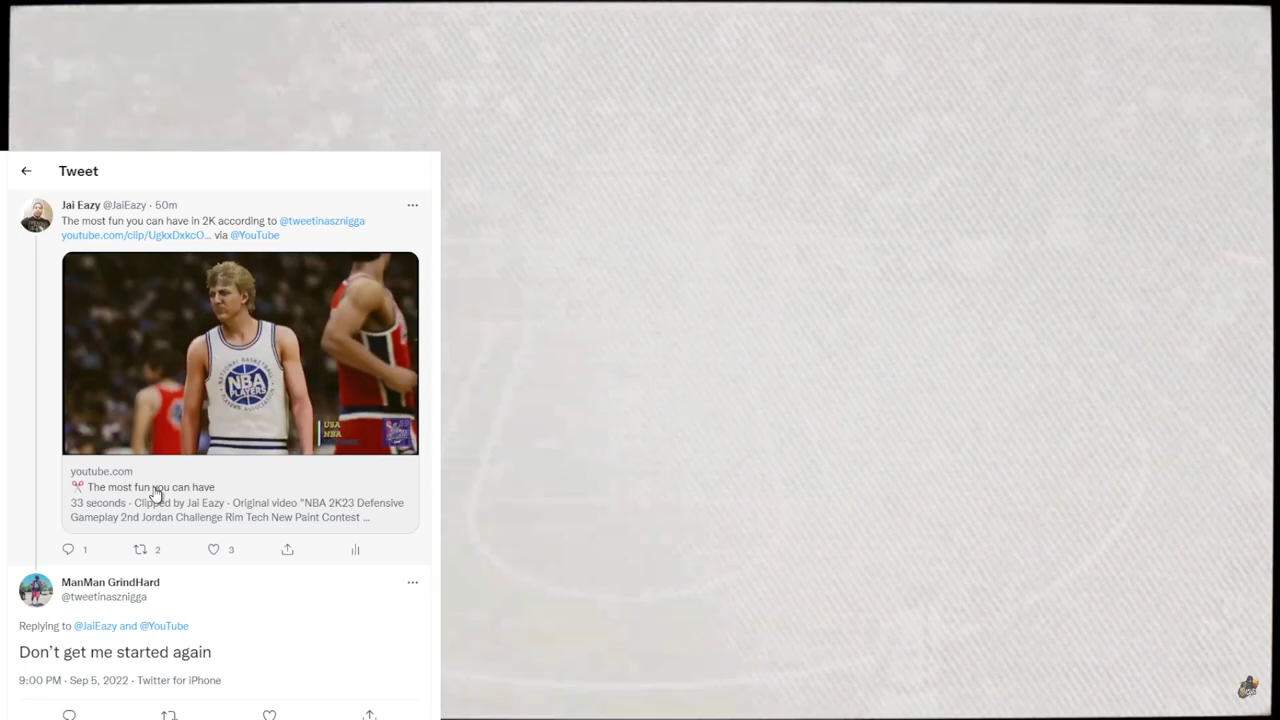 Tweet
Jai Eazy @JaiEazy · 50m
The most fun you can have in 2K according to @tweetinasznigga
youtube.com/clip/UgkxDxkcO... via @YouTube
NBA
PLAYERS
USA
NBA
youtube.com
✂️ The most fun you can have
33 seconds · Clipped by Jai Eazy · Original video "NBA 2K23 Defensive
Gameplay 2nd Jordan Challenge Rim Tech New Paint Contest ...
1 2 3
ManMan GrindHard
@tweetinasznigga
Replying to @JaiEazy and @YouTube
Don't get me started again
9:00 PM · Sep 5, 2022 · Twitter for iPhone